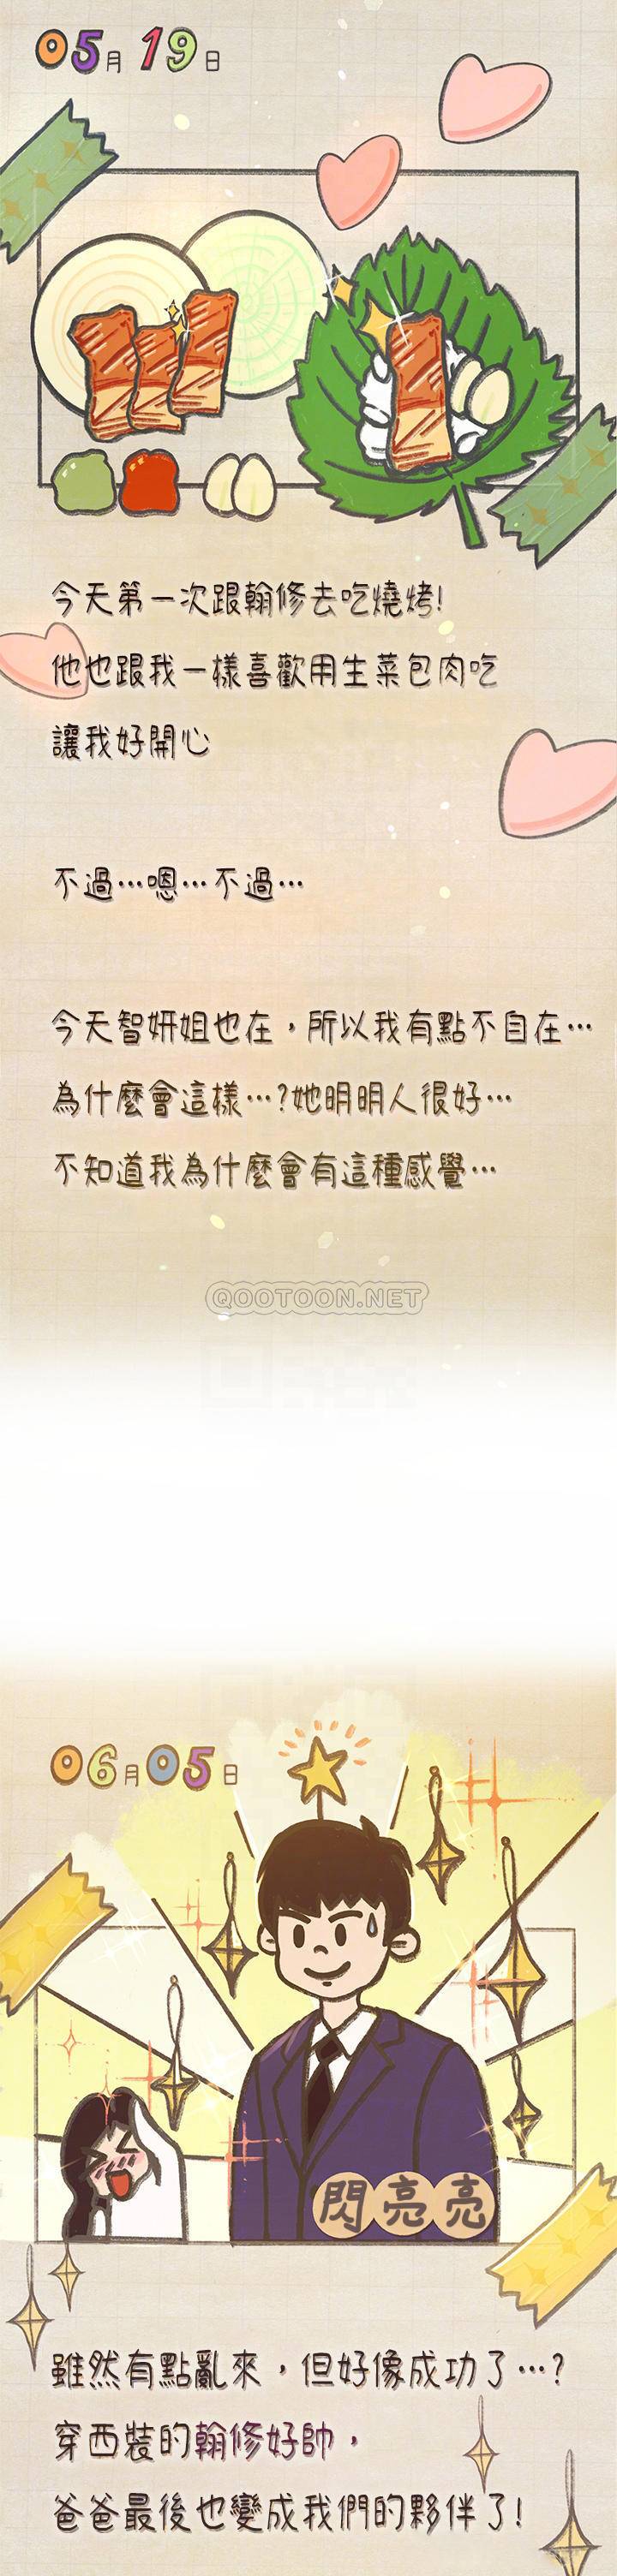 05月19日
今天第一次跟翰修去吃燒烤!
他也跟我一樣喜歡用生菜包肉吃
讓我好開心
不過…嗯…不過…
今天智妍姐也在，所以我有點不自在…
為什麼會這樣…?她明明人很好…
不知道我為什麼會有這種感覺…
QOOTOON.NET
06月05日
閃亮亮
雖然有點亂來，但好像成功了…?
穿西裝的翰修好帥，
爸爸最後也變成我們的夥伴了!